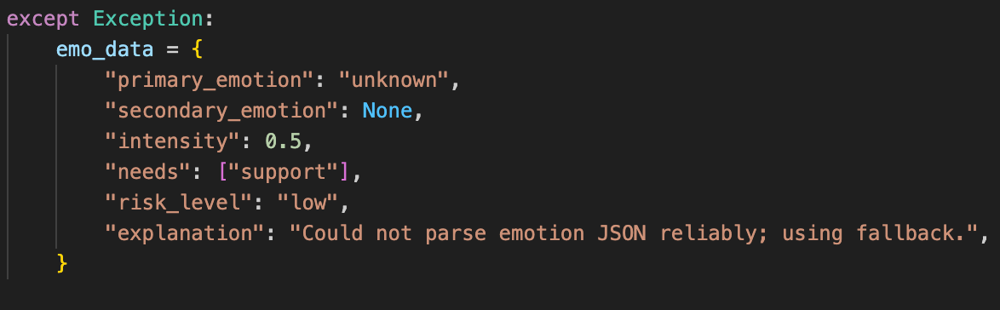 except Exception:
    emo_data = {
        "primary_emotion": "unknown",
        "secondary_emotion": None,
        "intensity": 0.5,
        "needs": ["support"],
        "risk_level": "low",
        "explanation": "Could not parse emotion JSON reliably; using fallback.",
    }